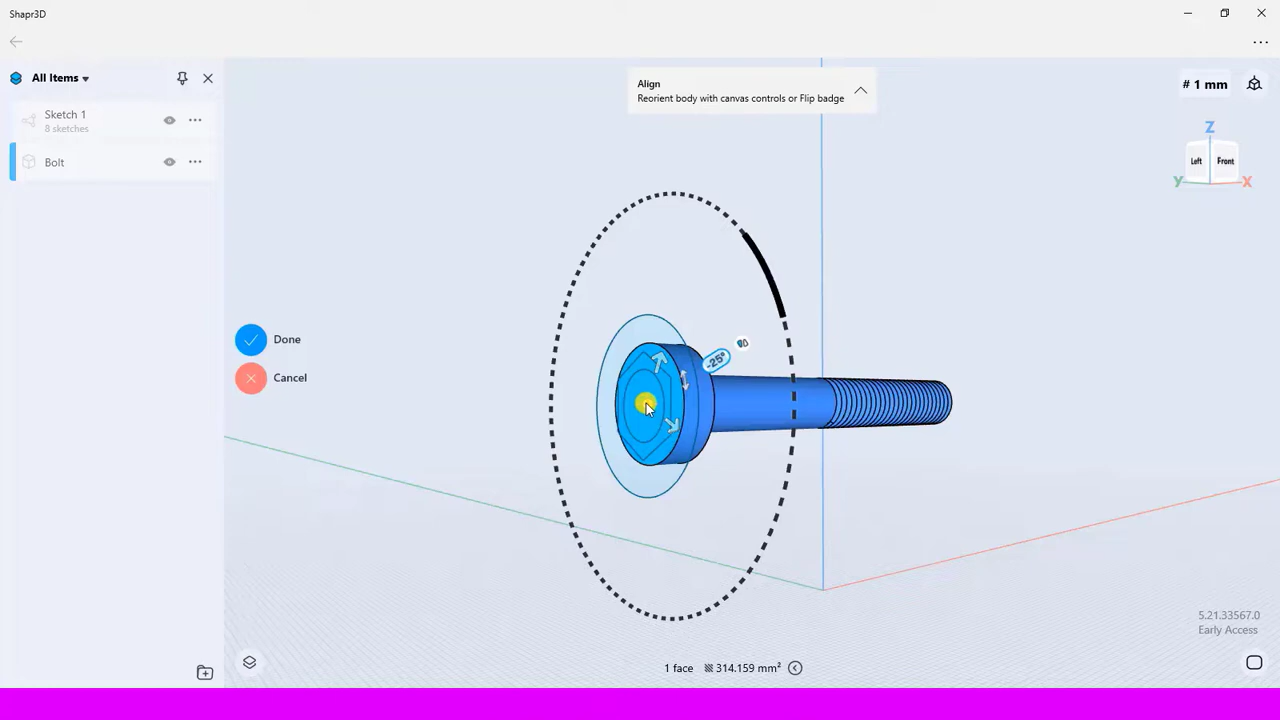 Shapr3D
All Items
Align
Reorient body with canvas controls or Flip badge
# 1 mm
Sketch 1
8 sketches
Bolt
Z
Left
Front
Y
X
Done
-25°
Cancel
5.21.33567.0
Early Access
1 face
314.159 mm²